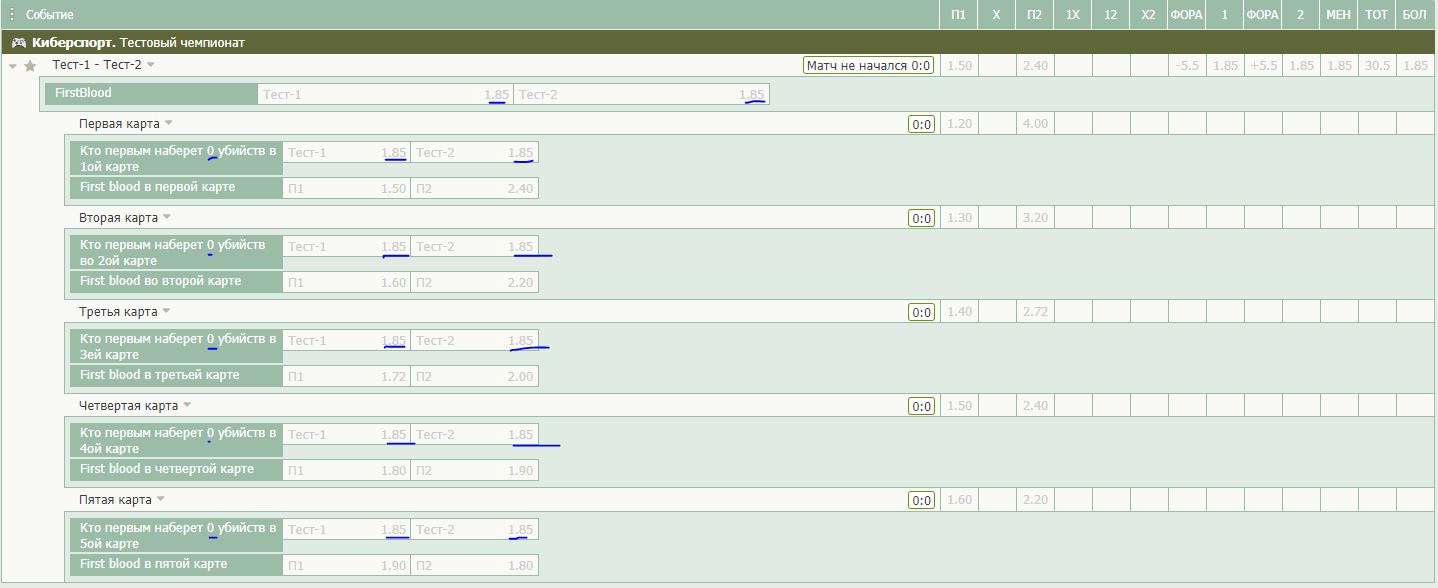 Событие П1 X П2 1X 12 X2 ФОРА 1 ФОРА 2 МЕН ТОТ БОЛ
Киберспорт. Тестовый чемпионат
Тест-1 - Тест-2 Матч не начался 0:0 1.50 2.40 -5.5 1.85 +5.5 1.85 1.85 30.5 1.85
FirstBlood Тест-1 1.85 Тест-2 1.85
Первая карта 0:0 1.20 4.00
Кто первым наберет 0 убийств в Тест-1 1.85 Тест-2 1.85
1ой карте
First blood в первой карте П1 1.50 П2 2.40
Вторая карта 0:0 1.30 3.20
Кто первым наберет 0 убийств Тест-1 1.85 Тест-2 1.85
во 2ой карте
First blood во второй карте П1 1.60 П2 2.20
Третья карта 0:0 1.40 2.72
Кто первым наберет 0 убийств в Тест-1 1.85 Тест-2 1.85
3ей карте
First blood в третьей карте П1 1.72 П2 2.00
Четвертая карта 0:0 1.50 2.40
Кто первым наберет 0 убийств в Тест-1 1.85 Тест-2 1.85
4ой карте
First blood в четвертой карте П1 1.80 П2 1.90
Пятая карта 0:0 1.60 2.20
Кто первым наберет 0 убийств в Тест-1 1.85 Тест-2 1.85
5ой карте
First blood в пятой карте П1 1.90 П2 1.80